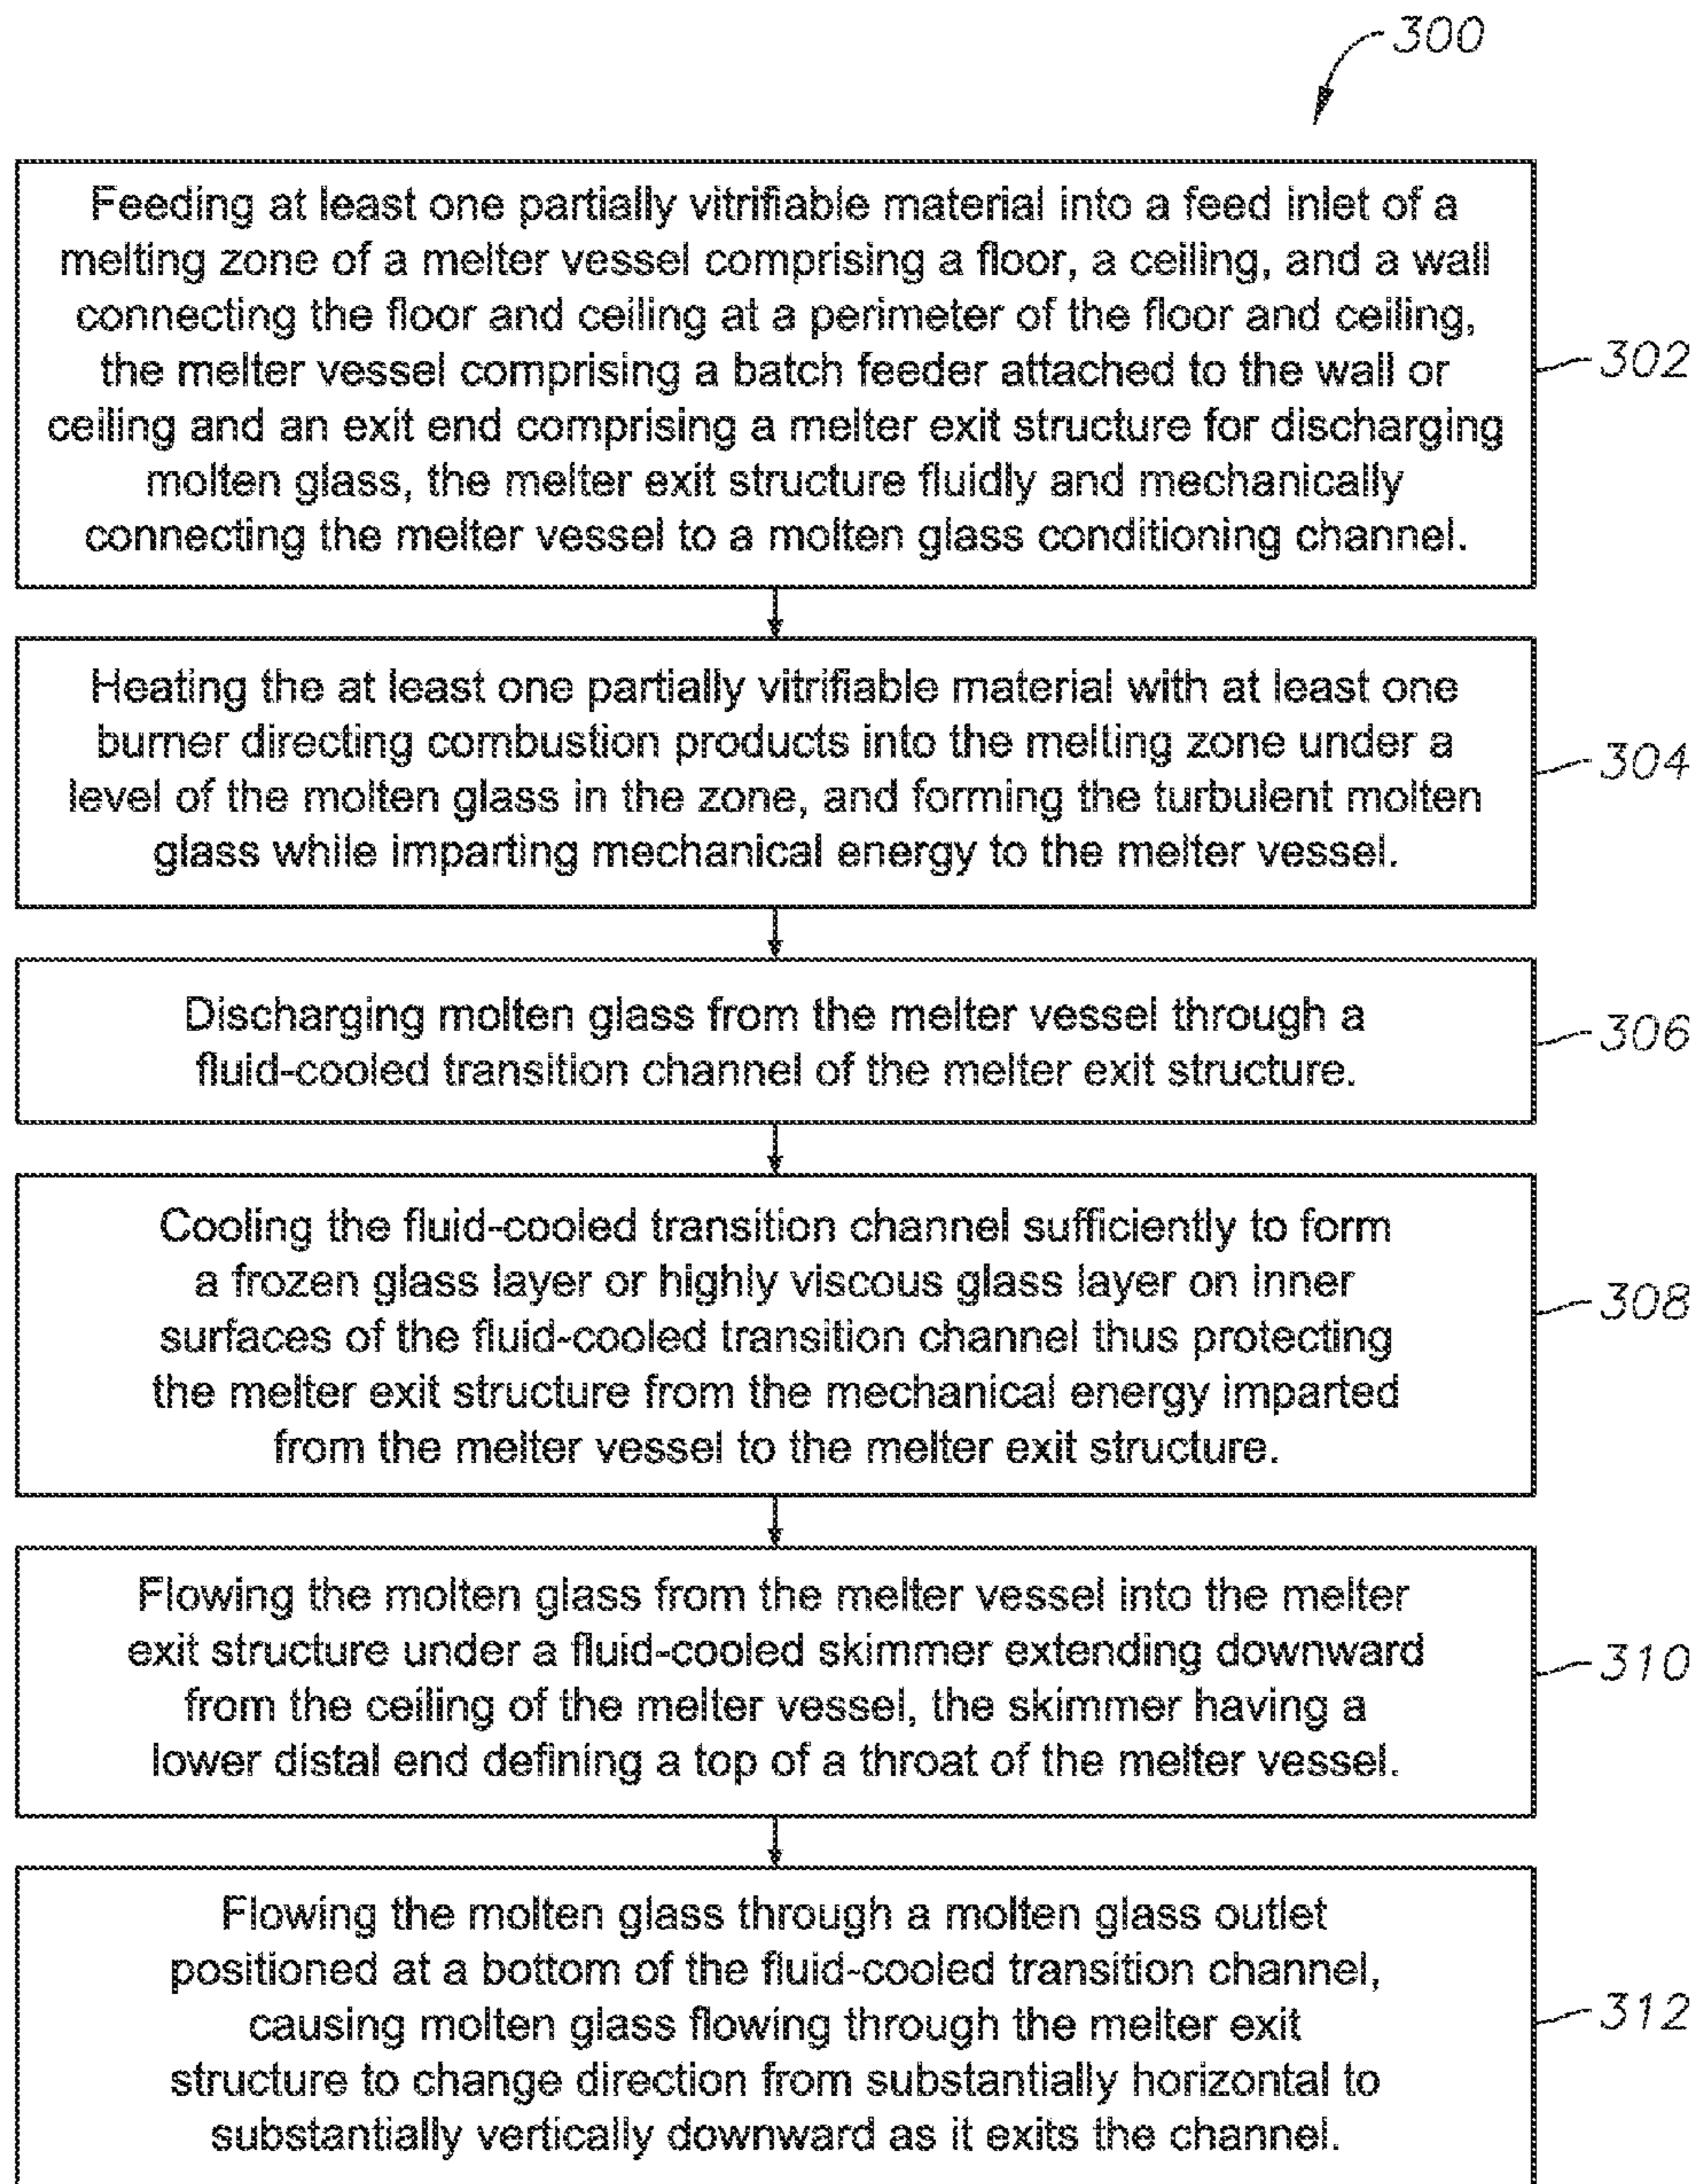 300
Feeding at least one partially vitrifiable material into a feed inlet of a
melting zone of a melter vessel comprising a floor, a ceiling, and a wall
connecting the floor and ceiling at a perimeter of the floor and ceiling,
the melter vessel comprising a batch feeder attached to the wall or
ceiling and an exit end comprising a melter exit structure for discharging
molten glass, the melter exit structure fluidly and mechanically
connecting the melter vessel to a molten glass conditioning channel.
302
Heating the at least one partially vitrifiable material with at least one
burner directing combustion products into the melting zone under a
level of the molten glass in the zone, and forming the turbulent molten
glass while imparting mechanical energy to the melter vessel.
304
Discharging molten glass from the melter vessel through a
fluid-cooled transition channel of the melter exit structure.
306
Cooling the fluid-cooled transition channel sufficiently to form
a frozen glass layer or highly viscous glass layer on inner
surfaces of the fluid-cooled transition channel thus protecting
the melter exit structure from the mechanical energy imparted
from the melter vessel to the melter exit structure.
308
Flowing the molten glass from the melter vessel into the melter
exit structure under a fluid-cooled skimmer extending downward
from the ceiling of the melter vessel, the skimmer having a
lower distal end defining a top of a throat of the melter vessel.
310
Flowing the molten glass through a molten glass outlet
positioned at a bottom of the fluid-cooled transition channel,
causing molten glass flowing through the melter exit
structure to change direction from substantially horizontal to
substantially vertically downward as it exits the channel.
312